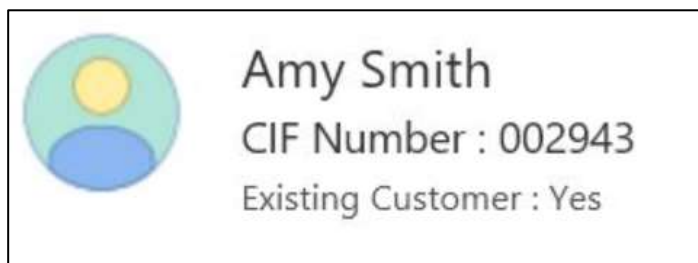 Amy Smith
CIF Number : 002943
Existing Customer : Yes